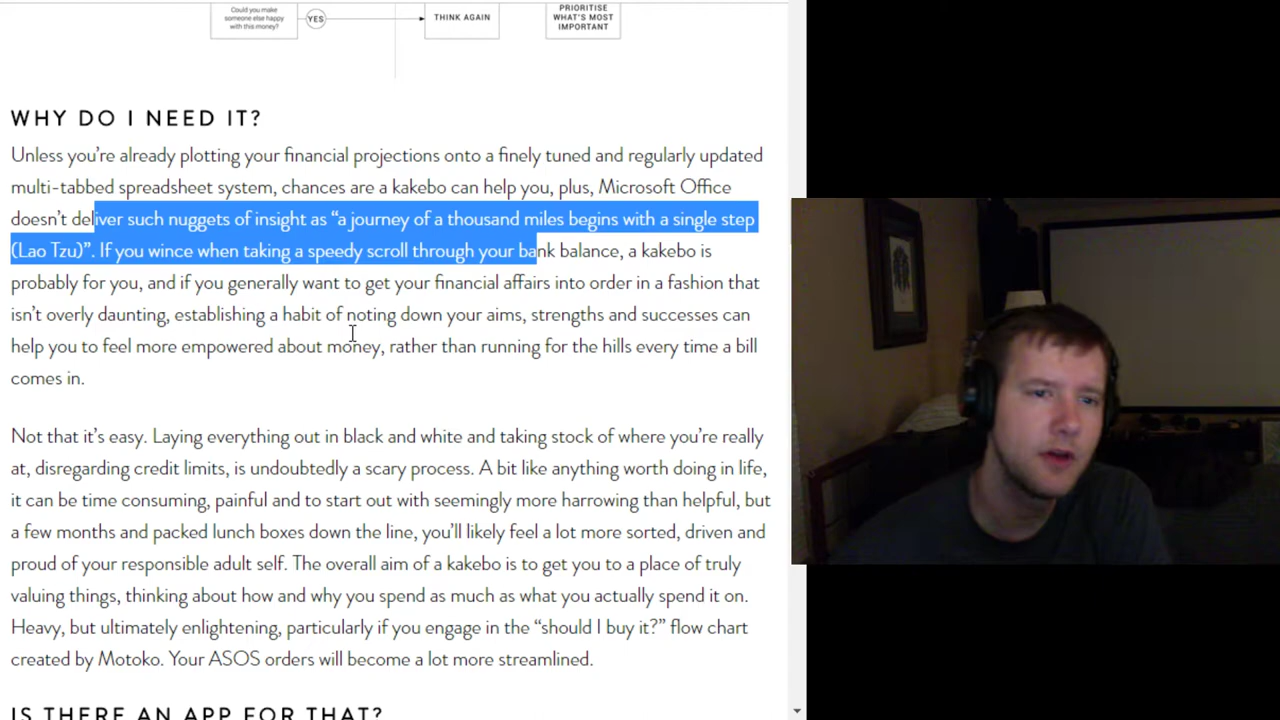 Could you make
someone else happy
with this money?
YES
THINK AGAIN
PRIORITISE
WHAT'S MOST
IMPORTANT
WHY DO I NEED IT?
Unless you’re already plotting your financial projections onto a finely tuned and regularly updated
multi-tabbed spreadsheet system, chances are a kakebo can help you, plus, Microsoft Office
doesn’t deliver such nuggets of insight as “a journey of a thousand miles begins with a single step
(Lao Tzu)”. If you wince when taking a speedy scroll through your bank balance, a kakebo is
probably for you, and if you generally want to get your financial affairs into order in a fashion that
isn’t overly daunting, establishing a habit of noting down your aims, strengths and successes can
help you to feel more empowered about money, rather than running for the hills every time a bill
comes in.
Not that it’s easy. Laying everything out in black and white and taking stock of where you’re really
at, disregarding credit limits, is undoubtedly a scary process. A bit like anything worth doing in life,
it can be time consuming, painful and to start out with seemingly more harrowing than helpful, but
a few months and packed lunch boxes down the line, you’ll likely feel a lot more sorted, driven and
proud of your responsible adult self. The overall aim of a kakebo is to get you to a place of truly
valuing things, thinking about how and why you spend as much as what you actually spend it on.
Heavy, but ultimately enlightening, particularly if you engage in the “should I buy it?” flow chart
created by Motoko. Your ASOS orders will become a lot more streamlined.
IS THERE AN APP FOR THAT?